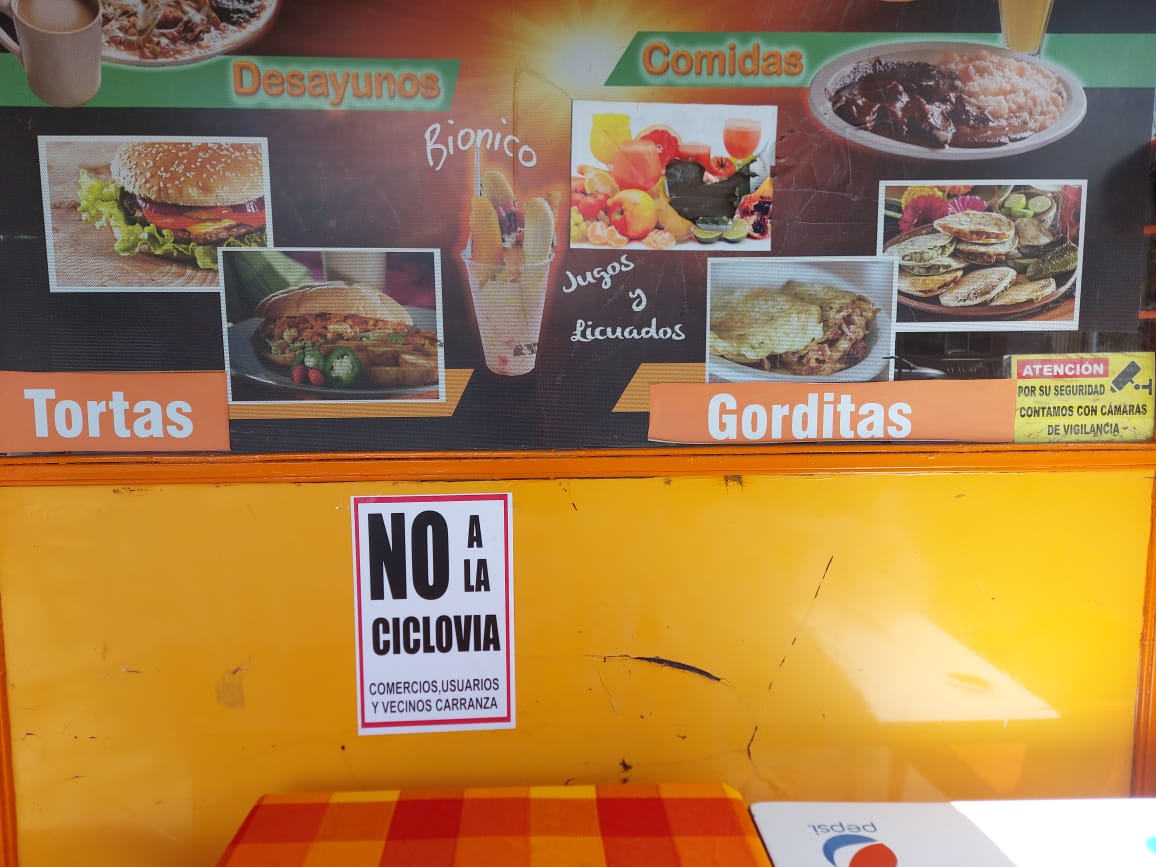 Desayunos
Comidas
Bionico
Jugos
y
Licuados
Tortas
Gorditas
ATENCIÓN
POR SU SEGURIDAD
CONTAMOS CON CÁMARAS
DE VIGILANCIA
NO A
LA
CICLOVIA
COMERCIOS,USUARIOS
Y VECINOS CARRANZA
pepsi.